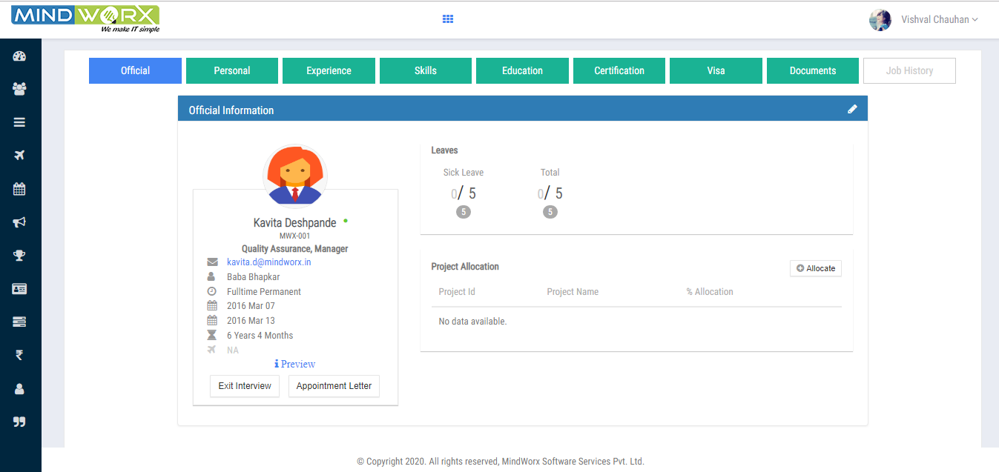 MINDWORX
We make IT simple
Vishval Chauhan
Official Personal Experience Skills Education Certification Visa Documents Job History
Official Information
Kavita Deshpande
MWX-001
Quality Assurance, Manager
kavita.d@mindworx.in
Baba Bhapkar
Fulltime Permanent
2016 Mar 07
2016 Mar 13
6 Years 4 Months
NA
Preview
Exit Interview Appointment Letter
Leaves
Sick Leave Total
0/ 5 0/ 5
5 5
Project Allocation Allocate
Project Id Project Name % Allocation
No data available.
© Copyright 2020. All rights reserved, MindWorx Software Services Pvt. Ltd.